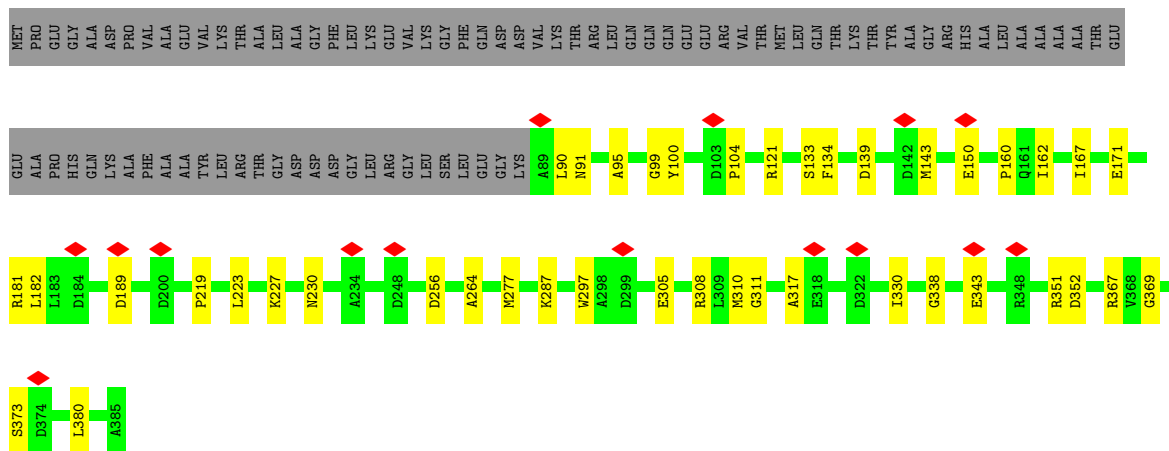 MET PRO GLU GLY ALA ASP PRO VAL ALA GLU VAL LYS THR ALA LEU ALA GLY PHE LEU LYS GLU VAL LYS GLY PHE GLN ASP ASP VAL LYS THR ARG LEU GLN GLN GLN GLU GLU ARG VAL THR MET LEU GLN THR LYS THR TYR ALA GLY ARG HIS ALA LEU ALA ALA ALA ALA THR GLU
GLU ALA PRO HIS GLN LYS ALA PHE ALA ALA TYR LEU ARG THR GLY ASP ASP ASP GLY LEU ARG GLY LEU SER LEU GLU GLY LYS A89 L90 N91 A95 G99 Y100 D103 P104 R121 S133 F134 D139 D142 M143 E150 P160 Q161 I162 I167 E171
R181 L182 L183 D184 D189 D200 P219 L223 K227 N230 A234 D248 D256 A264 M277 K287 W297 A298 D299 E305 R308 L309 M310 G311 A317 E318 D322 I330 G338 E343 R348 R351 D352 R367 V368 G369
S373 D374 L380 A385